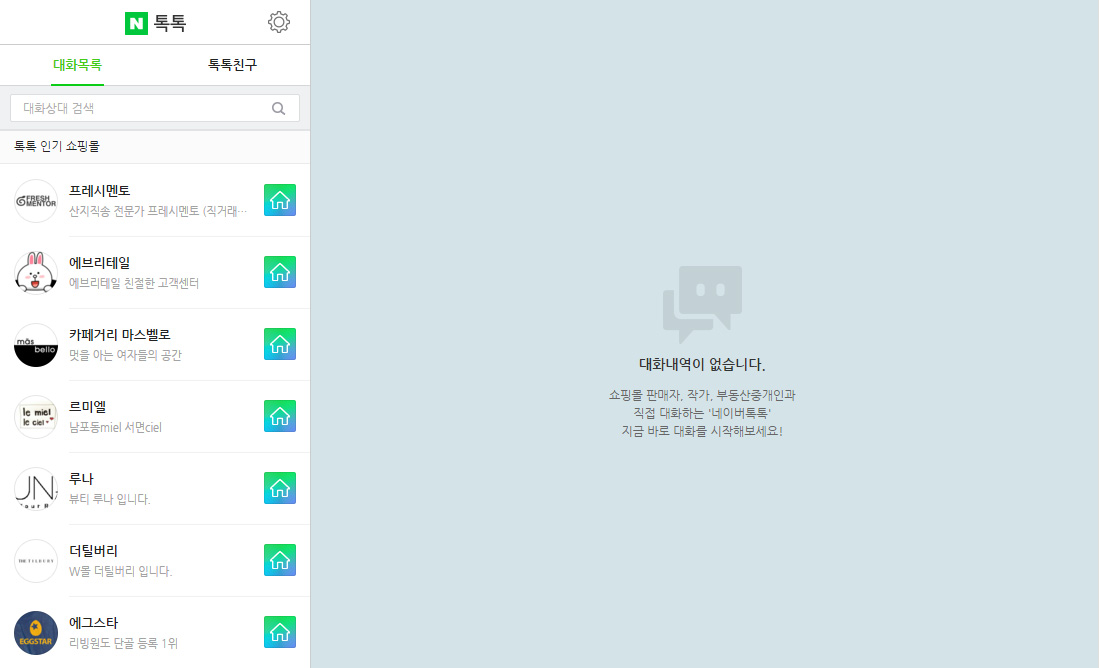 N 톡톡
대화목록
톡톡친구
대화상대 검색
톡톡 인기 쇼핑몰
FRESH
MENTOR
프레시멘토
산지직송 전문가 프레시멘토 (직거래···
에브리테일
에브리테일 친절한 고객센터
màs
bello
카페거리 마스벨로
멋을 아는 여자들의 공간
le miel
le ciel
르미엘
남포동miel 서면ciel
루나
뷰티 루나 입니다.
THE TILBURY
더틸버리
W몰 더틸버리 입니다.
EGGSTAR
에그스타
리빙윈도 단골 등록 1위
대화내역이 없습니다.
쇼핑몰 판매자, 작가, 부동산중개인과
직접 대화하는 '네이버톡톡'
지금 바로 대화를 시작해보세요!